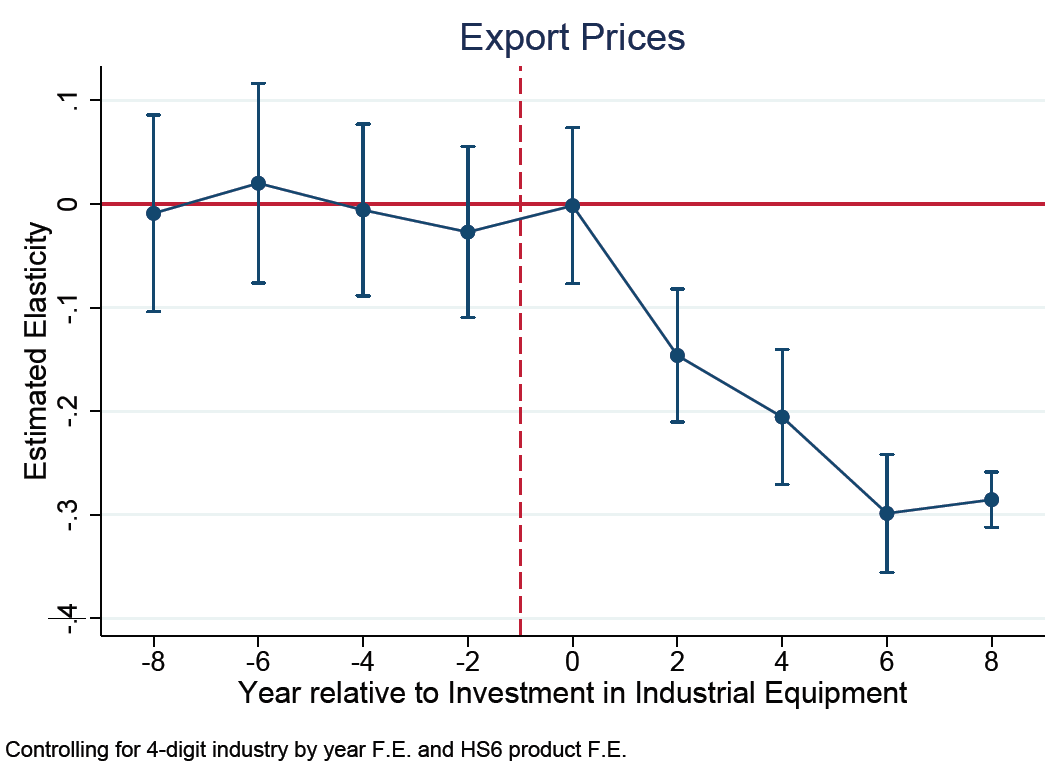 Export Prices
Estimated Elasticity
.1
0
-.1
-.2
-.3
-.4
-8 -6 -4 -2 0 2 4 6 8
Year relative to Investment in Industrial Equipment
Controlling for 4-digit industry by year F.E. and HS6 product F.E.